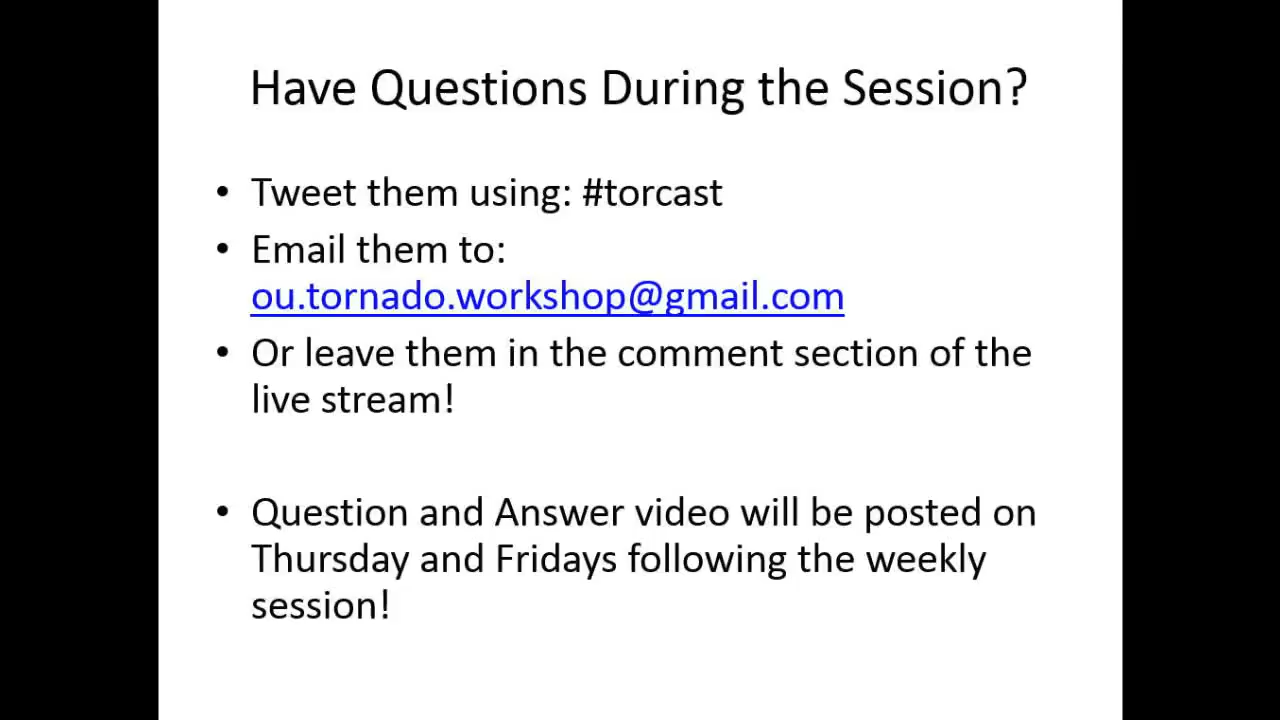 Have Questions During the Session?
• Tweet them using: #torcast
• Email them to:
ou.tornado.workshop@gmail.com
• Or leave them in the comment section of the
live stream!
• Question and Answer video will be posted on
Thursday and Fridays following the weekly
session!